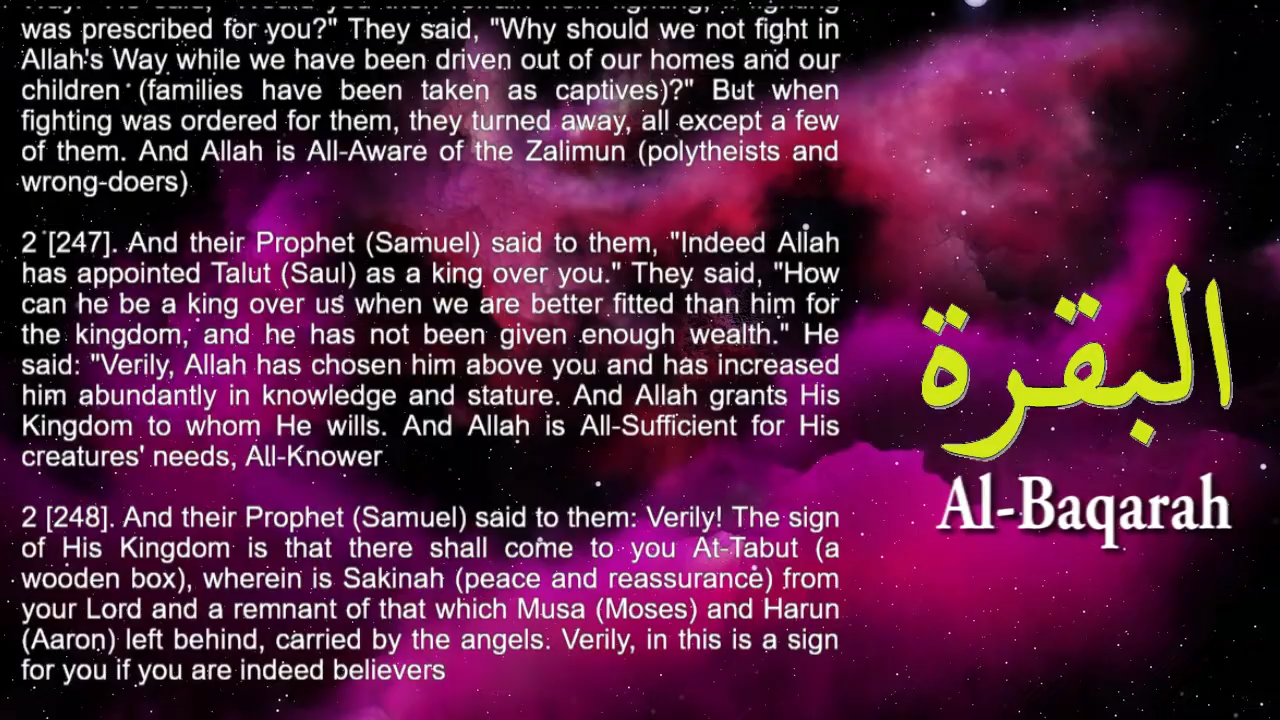 was prescribed for you?" They said, "Why should we not fight in
Allah's Way while we have been driven out of our homes and our
children (families have been taken as captives)?" But when
fighting was ordered for them, they turned away, all except a few
of them. And Allah is All-Aware of the Zalimun (polytheists and
wrong-doers)
2 [247]. And their Prophet (Samuel) said to them, "Indeed Allah
has appointed Talut (Saul) as a king over you." They said, "How
can he be a king over us when we are better fitted than him for
the kingdom, and he has not been given enough wealth." He
said: "Verily, Allah has chosen him above you and has increased
him abundantly in knowledge and stature. And Allah grants His
Kingdom to whom He wills. And Allah is All-Sufficient for His
creatures' needs, All-Knower
2 [248]. And their Prophet (Samuel) said to them: Verily! The sign
of His Kingdom is that there shall come to you At-Tabut (a
wooden box), wherein is Sakinah (peace and reassurance) from
your Lord and a remnant of that which Musa (Moses) and Harun
(Aaron) left behind, carried by the angels. Verily, in this is a sign
for you if you are indeed believers
البقرة
Al-Baqarah